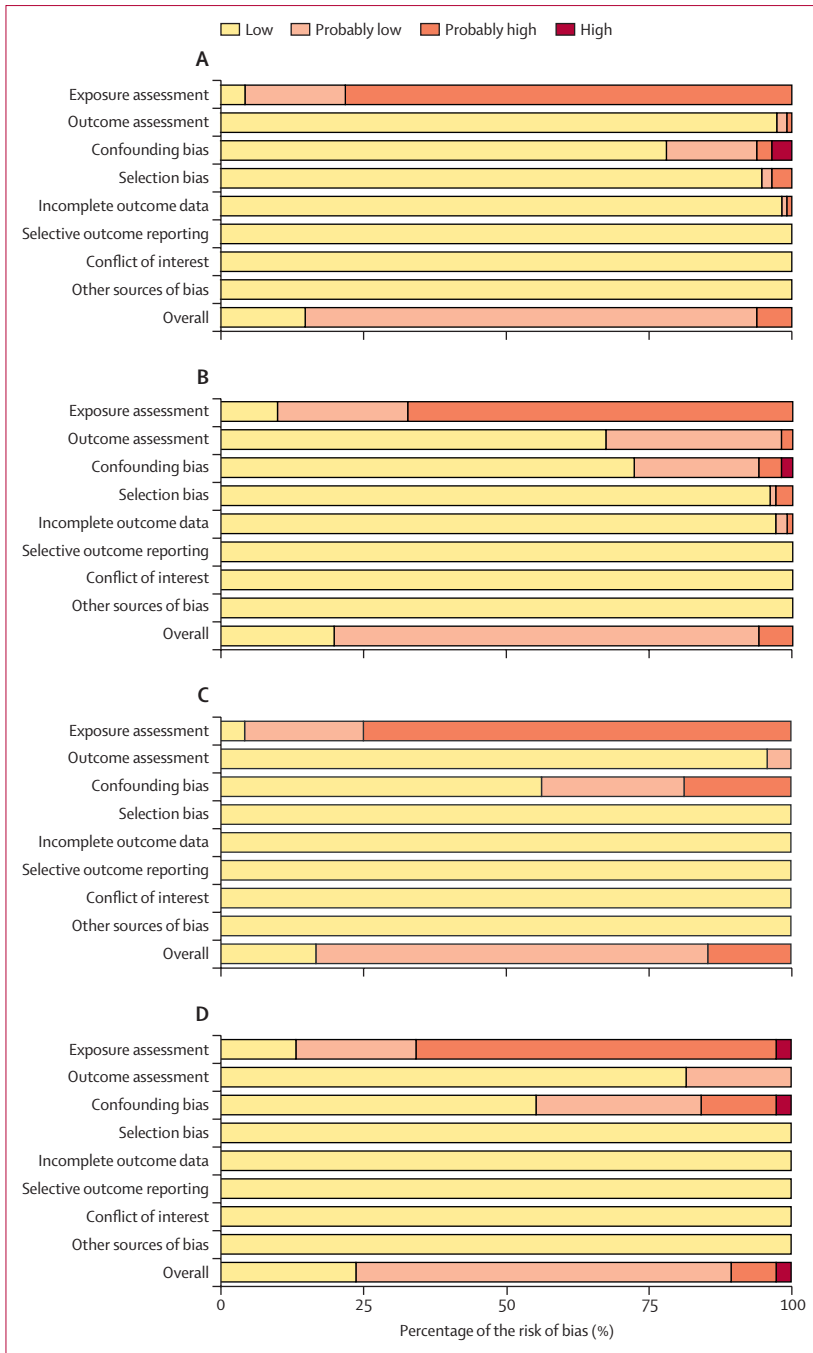 Low Probably low Probably high High
A
Exposure assessment
Outcome assessment
Confounding bias
Selection bias
Incomplete outcome data
Selective outcome reporting
Conflict of interest
Other sources of bias
Overall
B
Exposure assessment
Outcome assessment
Confounding bias
Selection bias
Incomplete outcome data
Selective outcome reporting
Conflict of interest
Other sources of bias
Overall
C
Exposure assessment
Outcome assessment
Confounding bias
Selection bias
Incomplete outcome data
Selective outcome reporting
Conflict of interest
Other sources of bias
Overall
D
Exposure assessment
Outcome assessment
Confounding bias
Selection bias
Incomplete outcome data
Selective outcome reporting
Conflict of interest
Other sources of bias
Overall
0 25 50 75 100
Percentage of the risk of bias (%)